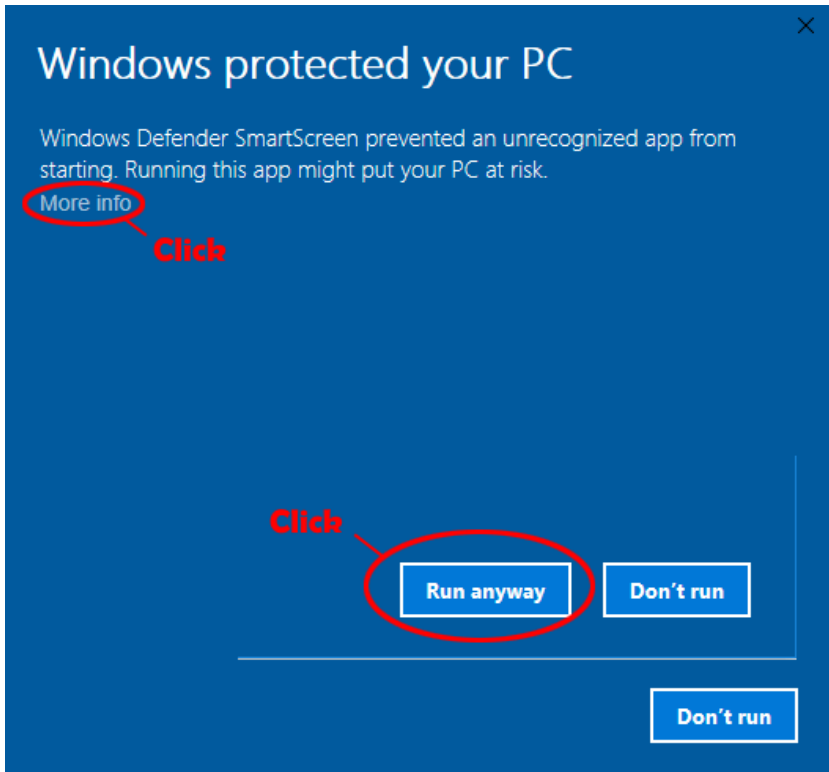 Windows protected your PC
Windows Defender SmartScreen prevented an unrecognized app from
starting. Running this app might put your PC at risk.
More info
Click
Click
Run anyway
Don't run
Don't run